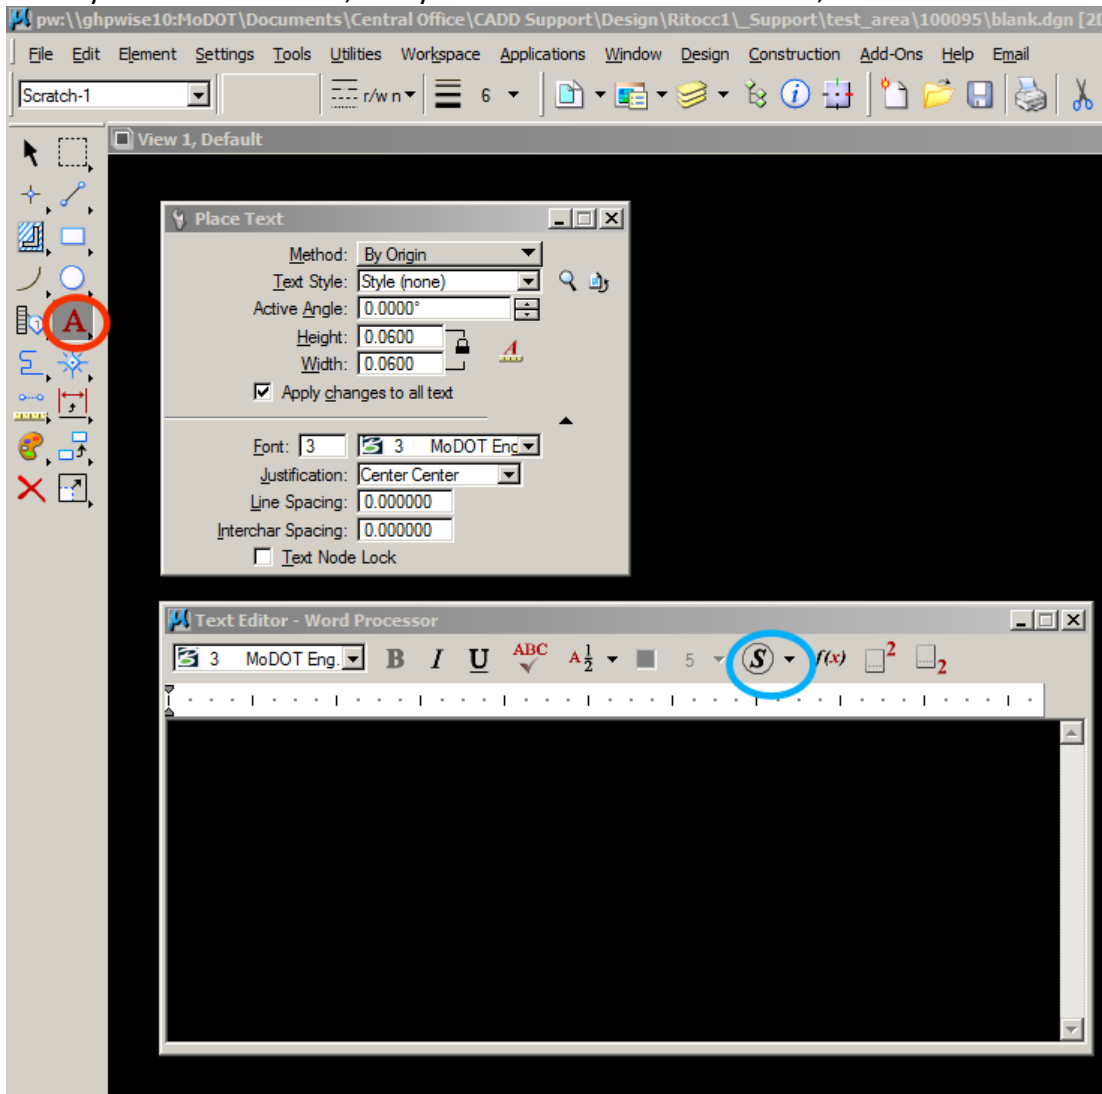 pw:\\ghpwise10:MoDOT\Documents\Central Office\CADD Support\Design\Ritocc1\_Support\test_area\100095\blank.dgn [2D
File Edit Element Settings Tools Utilities Workspace Applications Window Design Construction Add-Ons Help Email
Scratch-1 r/w n 6
View 1, Default
Place Text
Method: By Origin
Text Style: Style (none)
Active Angle: 0.0000°
Height: 0.0600
Width: 0.0600
Apply changes to all text
Font: 3 3 MoDOT Eng
Justification: Center Center
Line Spacing: 0.000000
Interchar Spacing: 0.000000
Text Node Lock
Text Editor - Word Processor
3 MoDOT Eng. B I U ABC A 1/2 5 S f(x) 2 2